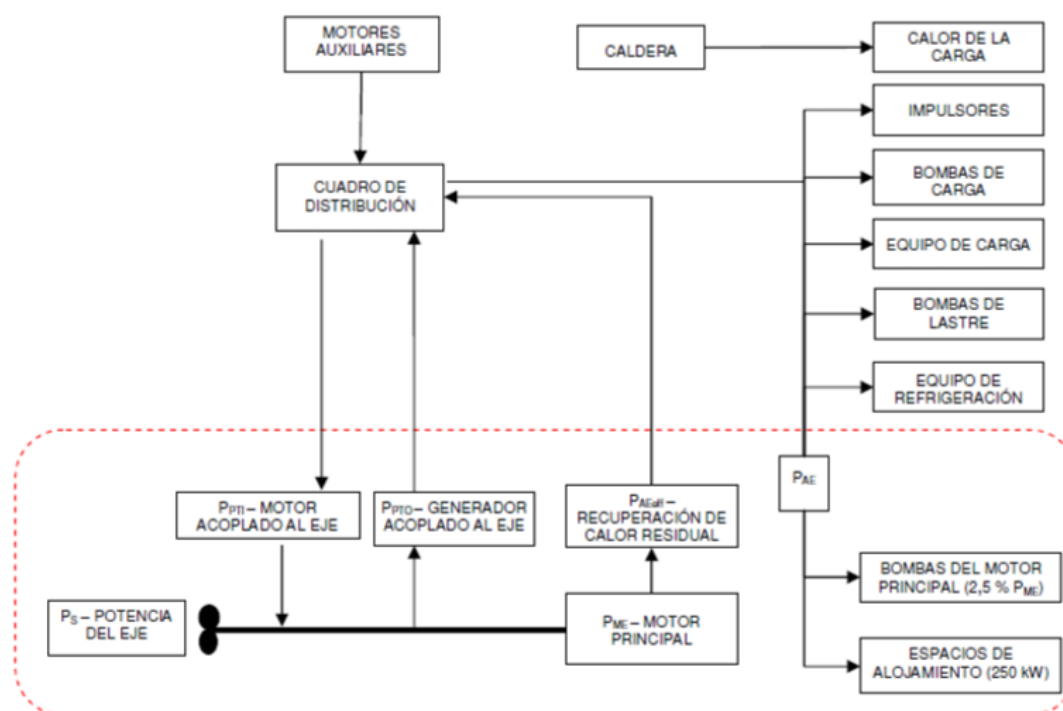 MOTORES
AUXILIARES
CALDERA
CALOR DE LA
CARGA
IMPULSORES
BOMBAS DE
CARGA
CUADRO DE
DISTRIBUCIÓN
EQUIPO DE CARGA
BOMBAS DE
LASTRE
EQUIPO DE
REFRIGERACIÓN
PAE
PPTI – MOTOR
ACOPLADO AL EJE
PPTO – GENERADOR
ACOPLADO AL EJE
PAEeff –
RECUPERACIÓN DE
CALOR RESIDUAL
BOMBAS DEL MOTOR
PRINCIPAL (2,5 % PME)
PS – POTENCIA
DEL EJE
PME – MOTOR
PRINCIPAL
ESPACIOS DE
ALOJAMIENTO (250 kW)